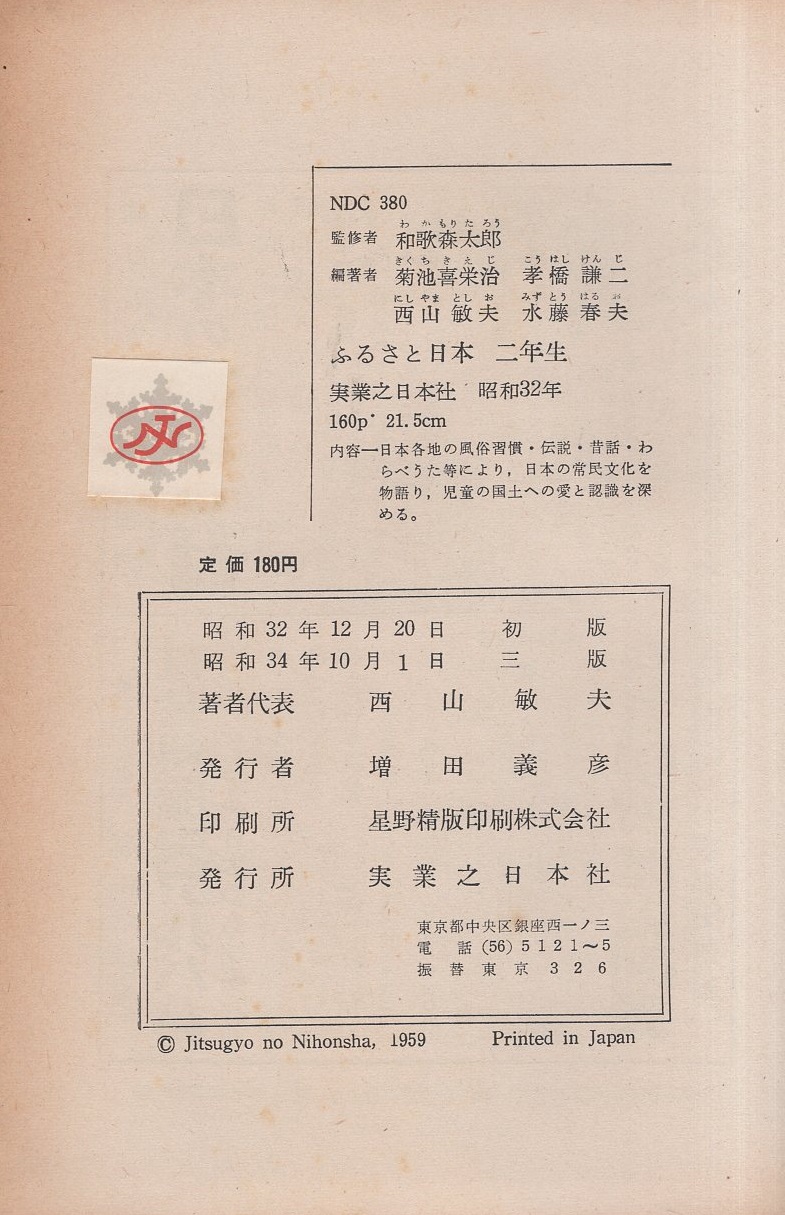 NDC 380
わ か もり た ろう
監修者 和歌森太郎
きく ち き え じ こう はし けん じ
編著者 菊池喜栄治 孝橋謙二
にし やま とし お みず とう はる お
西山敏夫 水藤春夫
ふるさと日本 二年生
実業之日本社 昭和32年
160p 21.5cm
内容―日本各地の風俗習慣・伝説・昔話・わ
らべうた等により,日本の常民文化を
物語り,児童の国土への愛と認識を深
める。
定価 180円
昭和32年12月20日 初版
昭和34年10月1日 三版
著者代表 西山敏夫
発行者 増田義彦
印刷所 星野精版印刷株式会社
発行所 実業之日本社
東京都中央区銀座西一ノ三
電話 (56) 5121〜5
振替東京 326
© Jitsugyo no Nihonsha, 1959 Printed in Japan